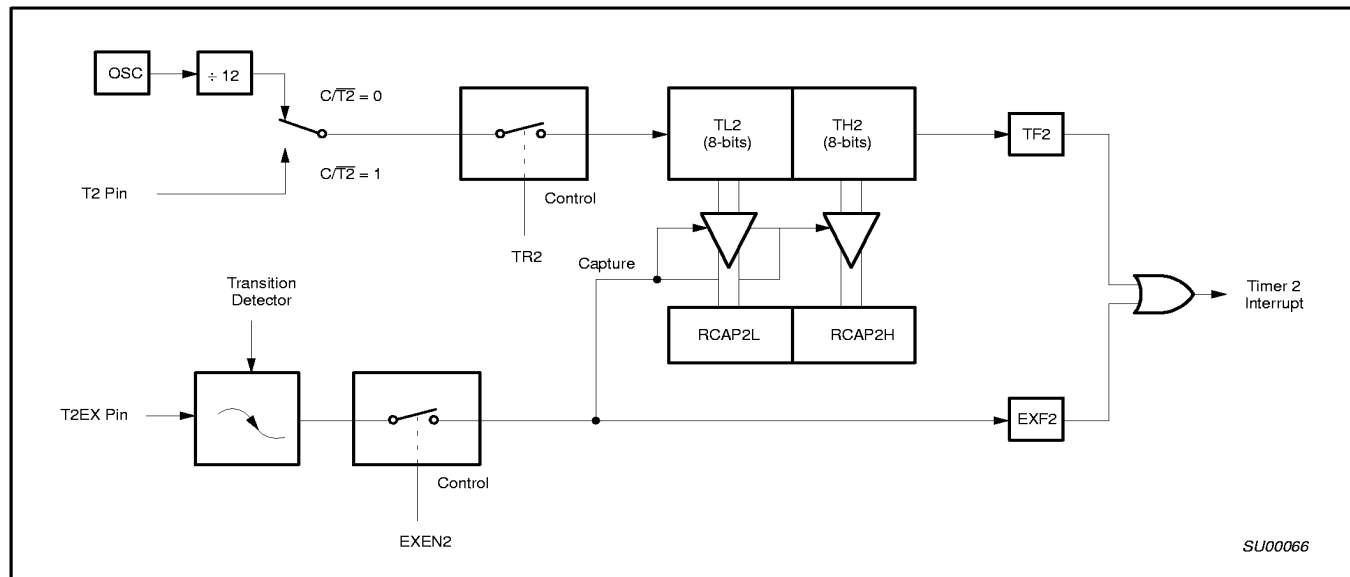 OSC
÷ 12
C/T2 = 0
C/T2 = 1
T2 Pin
Control
TR2
TL2
(8-bits)
TH2
(8-bits)
TF2
Capture
Transition
Detector
RCAP2L
RCAP2H
Timer 2
Interrupt
T2EX Pin
EXF2
Control
EXEN2
SU00066